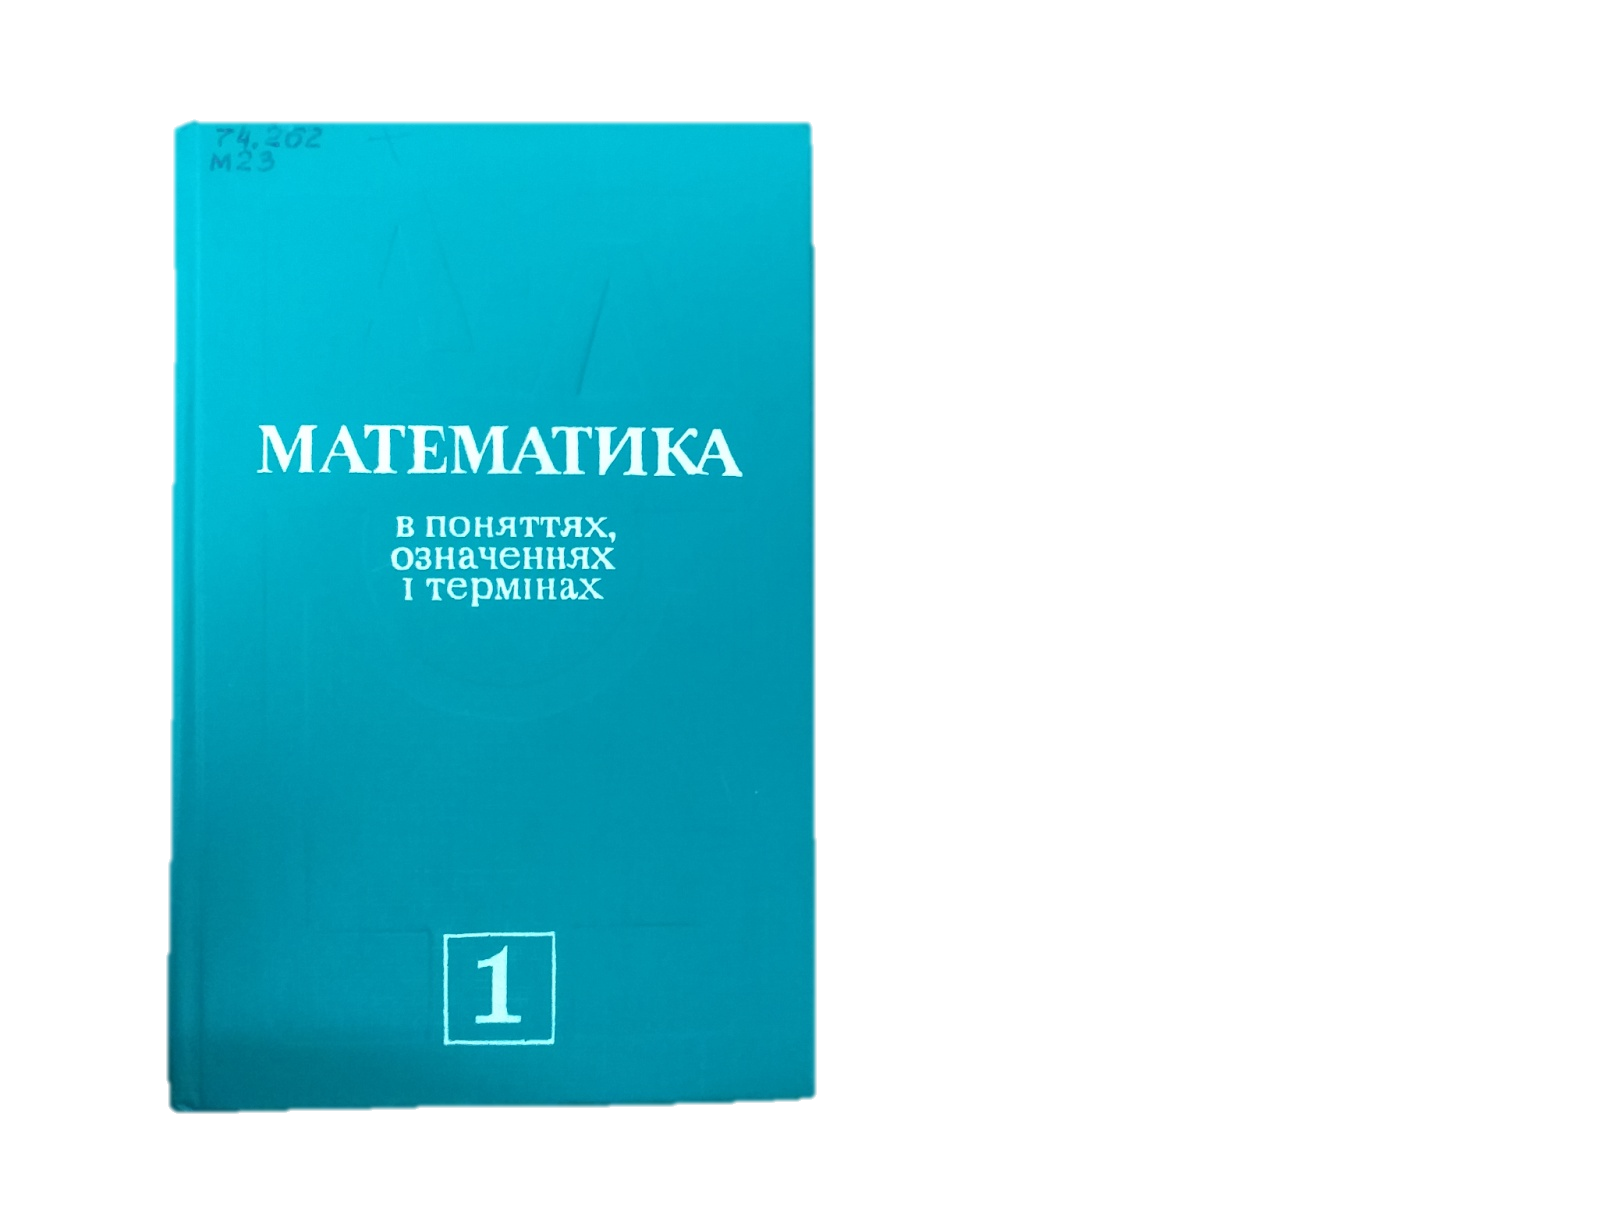 74.262
М23
МАТЕМАТИКА
в поняттях,
означеннях
і термінах
1